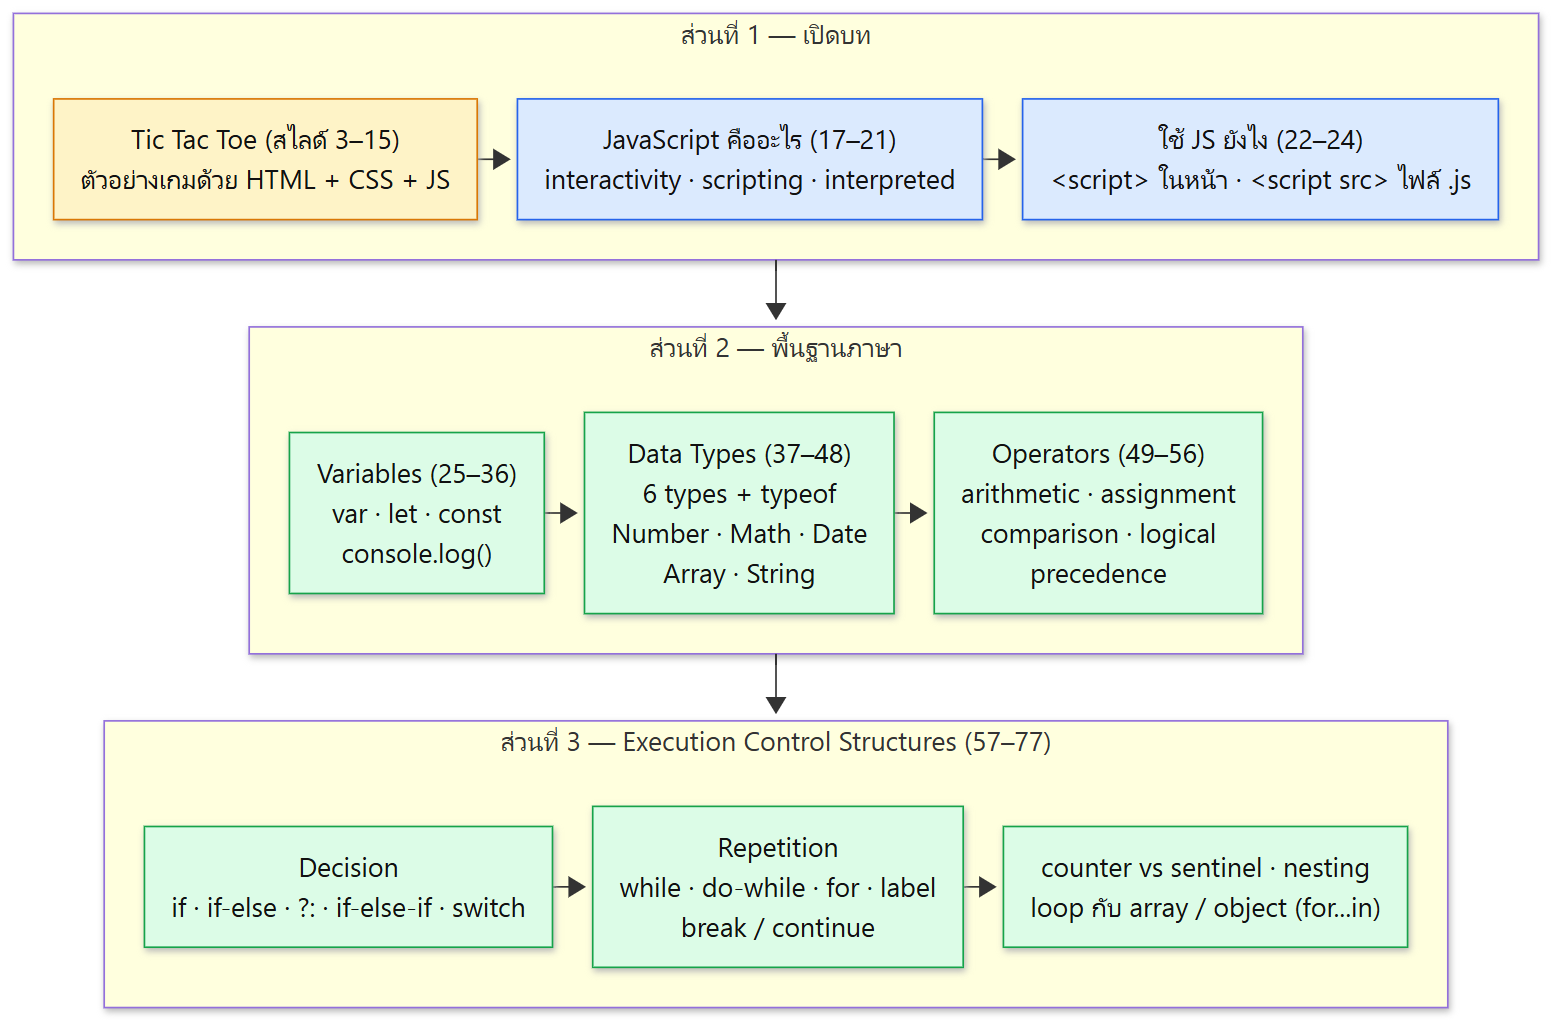 ส่วนที่ 1 — เปิดบท
Tic Tac Toe (สไลด์ 3–15)
ตัวอย่างเกมด้วย HTML + CSS + JS
JavaScript คืออะไร (17–21)
interactivity · scripting · interpreted
ใช้ JS ยังไง (22–24)
<script> ในหน้า · <script src> ไฟล์ .js
ส่วนที่ 2 — พื้นฐานภาษา
Variables (25–36)
var · let · const
console.log()
Data Types (37–48)
6 types + typeof
Number · Math · Date
Array · String
Operators (49–56)
arithmetic · assignment
comparison · logical
precedence
ส่วนที่ 3 — Execution Control Structures (57–77)
Decision
if · if-else · ?: · if-else-if · switch
Repetition
while · do-while · for · label
break / continue
counter vs sentinel · nesting
loop กับ array / object (for...in)